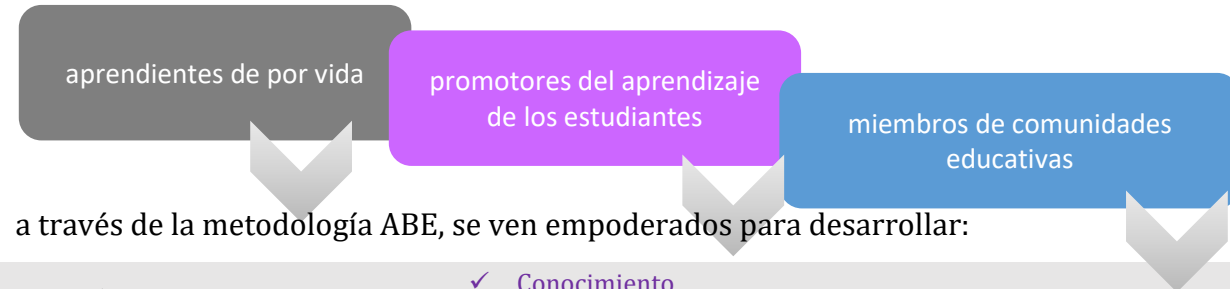 aprendientes de por vida
promotores del aprendizaje
de los estudiantes
miembros de comunidades
educativas
a través de la metodología ABE, se ven empoderados para desarrollar:
✓ Conocimiento